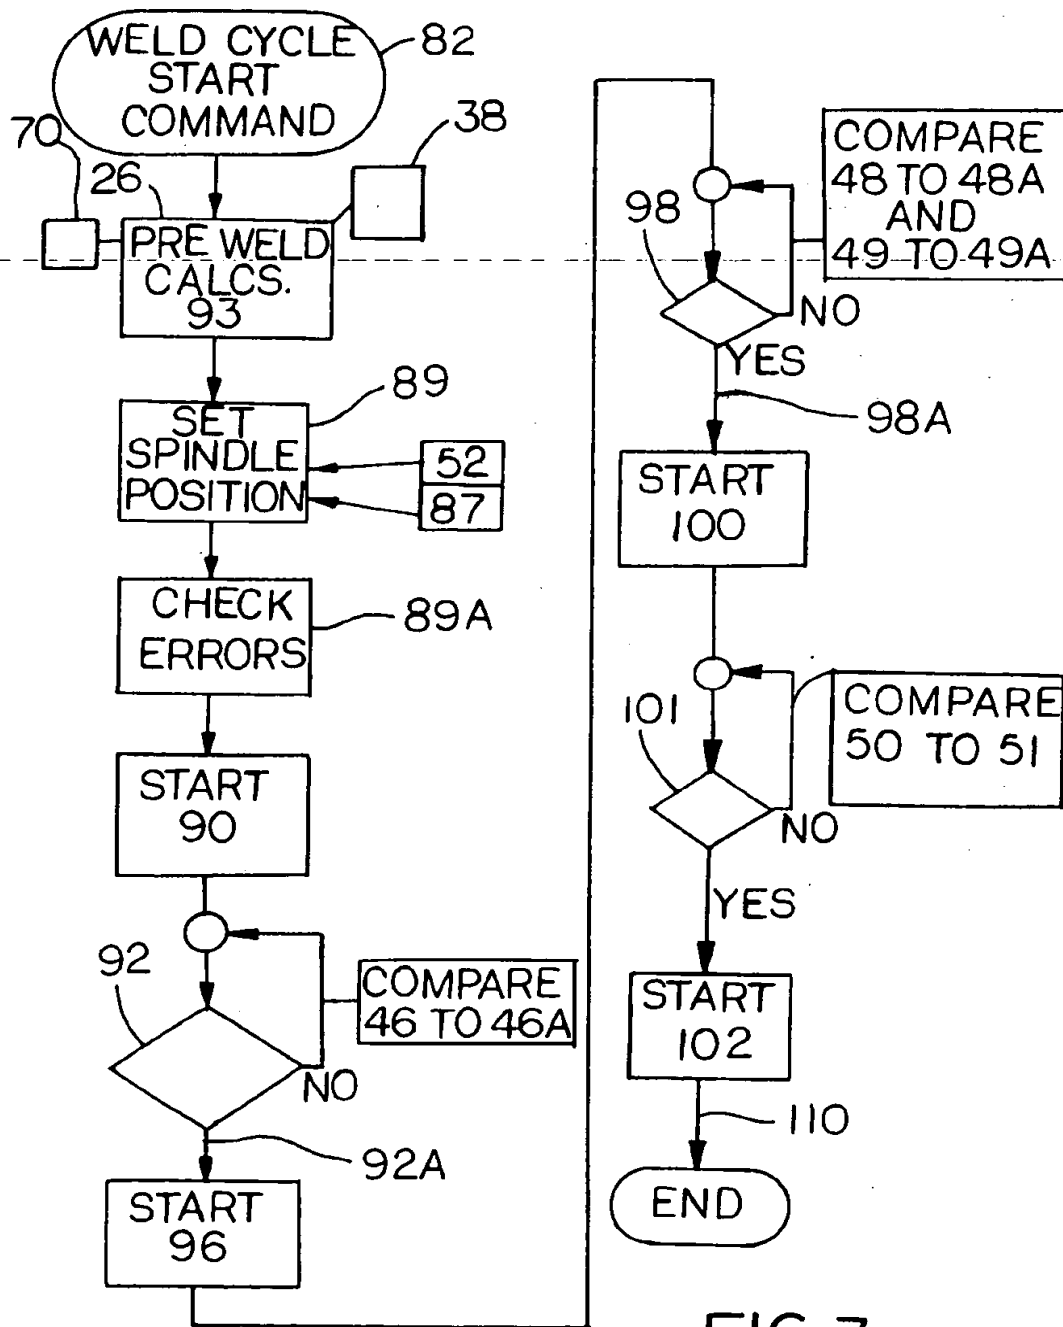 WELD CYCLE
START
COMMAND
82
70
26
38
PRE WELD
CALCS.
93
SET
SPINDLE
POSITION
89
52
87
CHECK
ERRORS
89A
START
90
92
COMPARE
46 TO 46A
NO
92A
START
96
98
COMPARE
48 TO 48A
AND
49 TO 49A
NO
YES
98A
START
100
101
COMPARE
50 TO 51
NO
YES
START
102
110
END
FIG.7